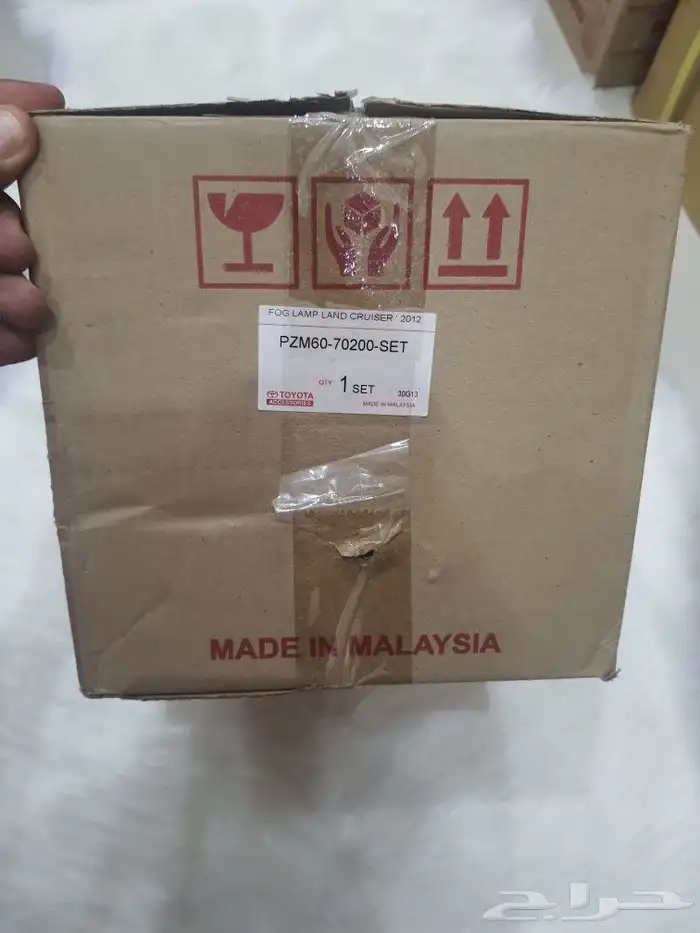 FOG LAMP LAND CRUISER ' 2012
PZM60-70200-SET
QTY 1 SET
30G13
TOYOTA
ACCESSORIES
MADE IN MALAYSIA
MADE IN MALAYSIA
حراج